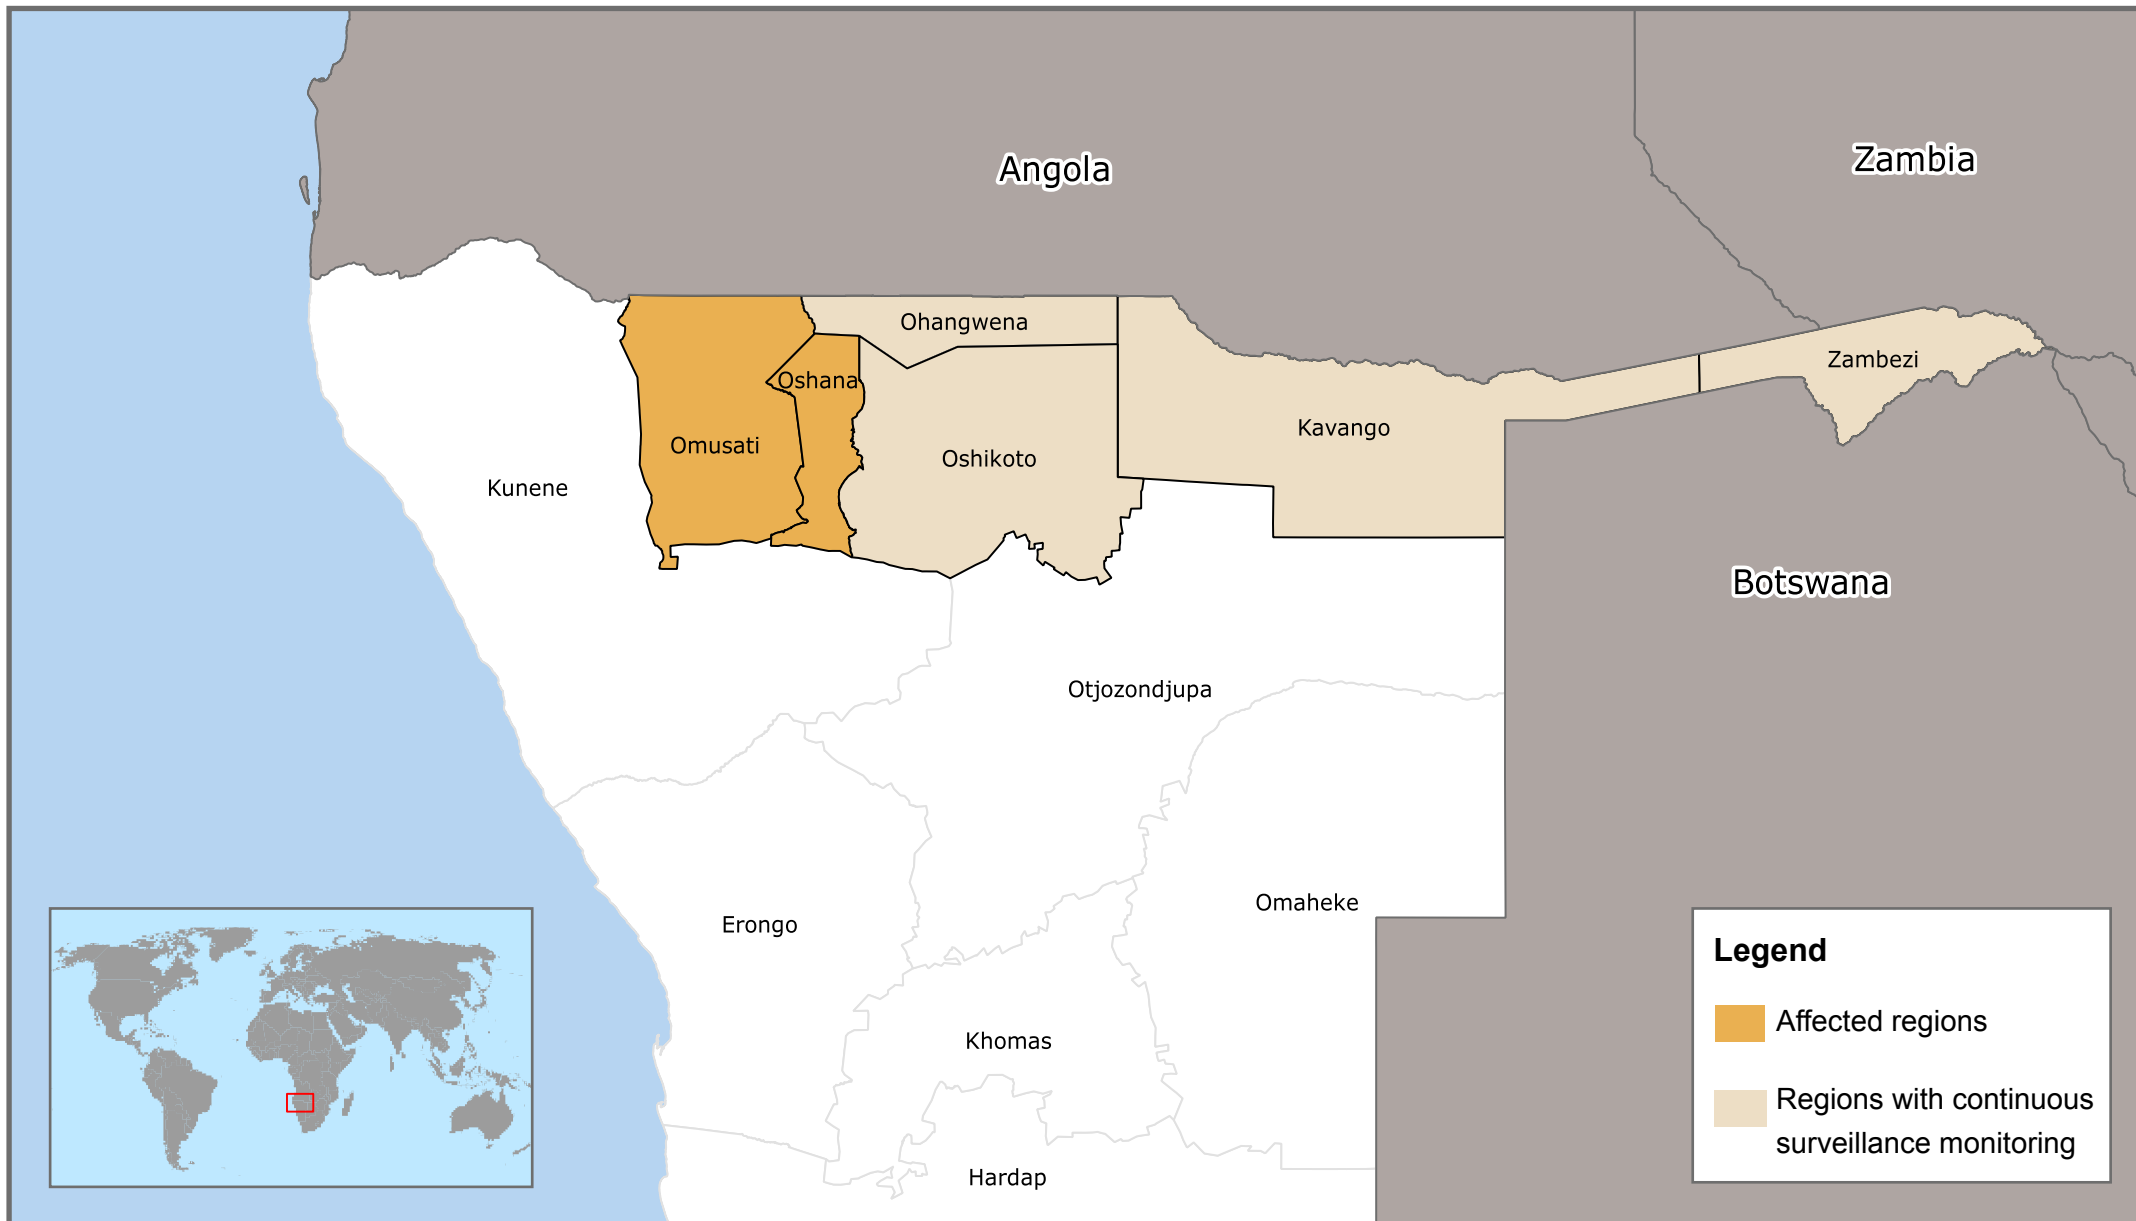 Angola
Zambia
Ohangwena
Zambezi
Oshana
Kavango
Omusati
Oshikoto
Kunene
Botswana
Otjozondjupa
Omaheke
Erongo
Khomas
Hardap
Legend
Affected regions
Regions with continuous
surveillance monitoring